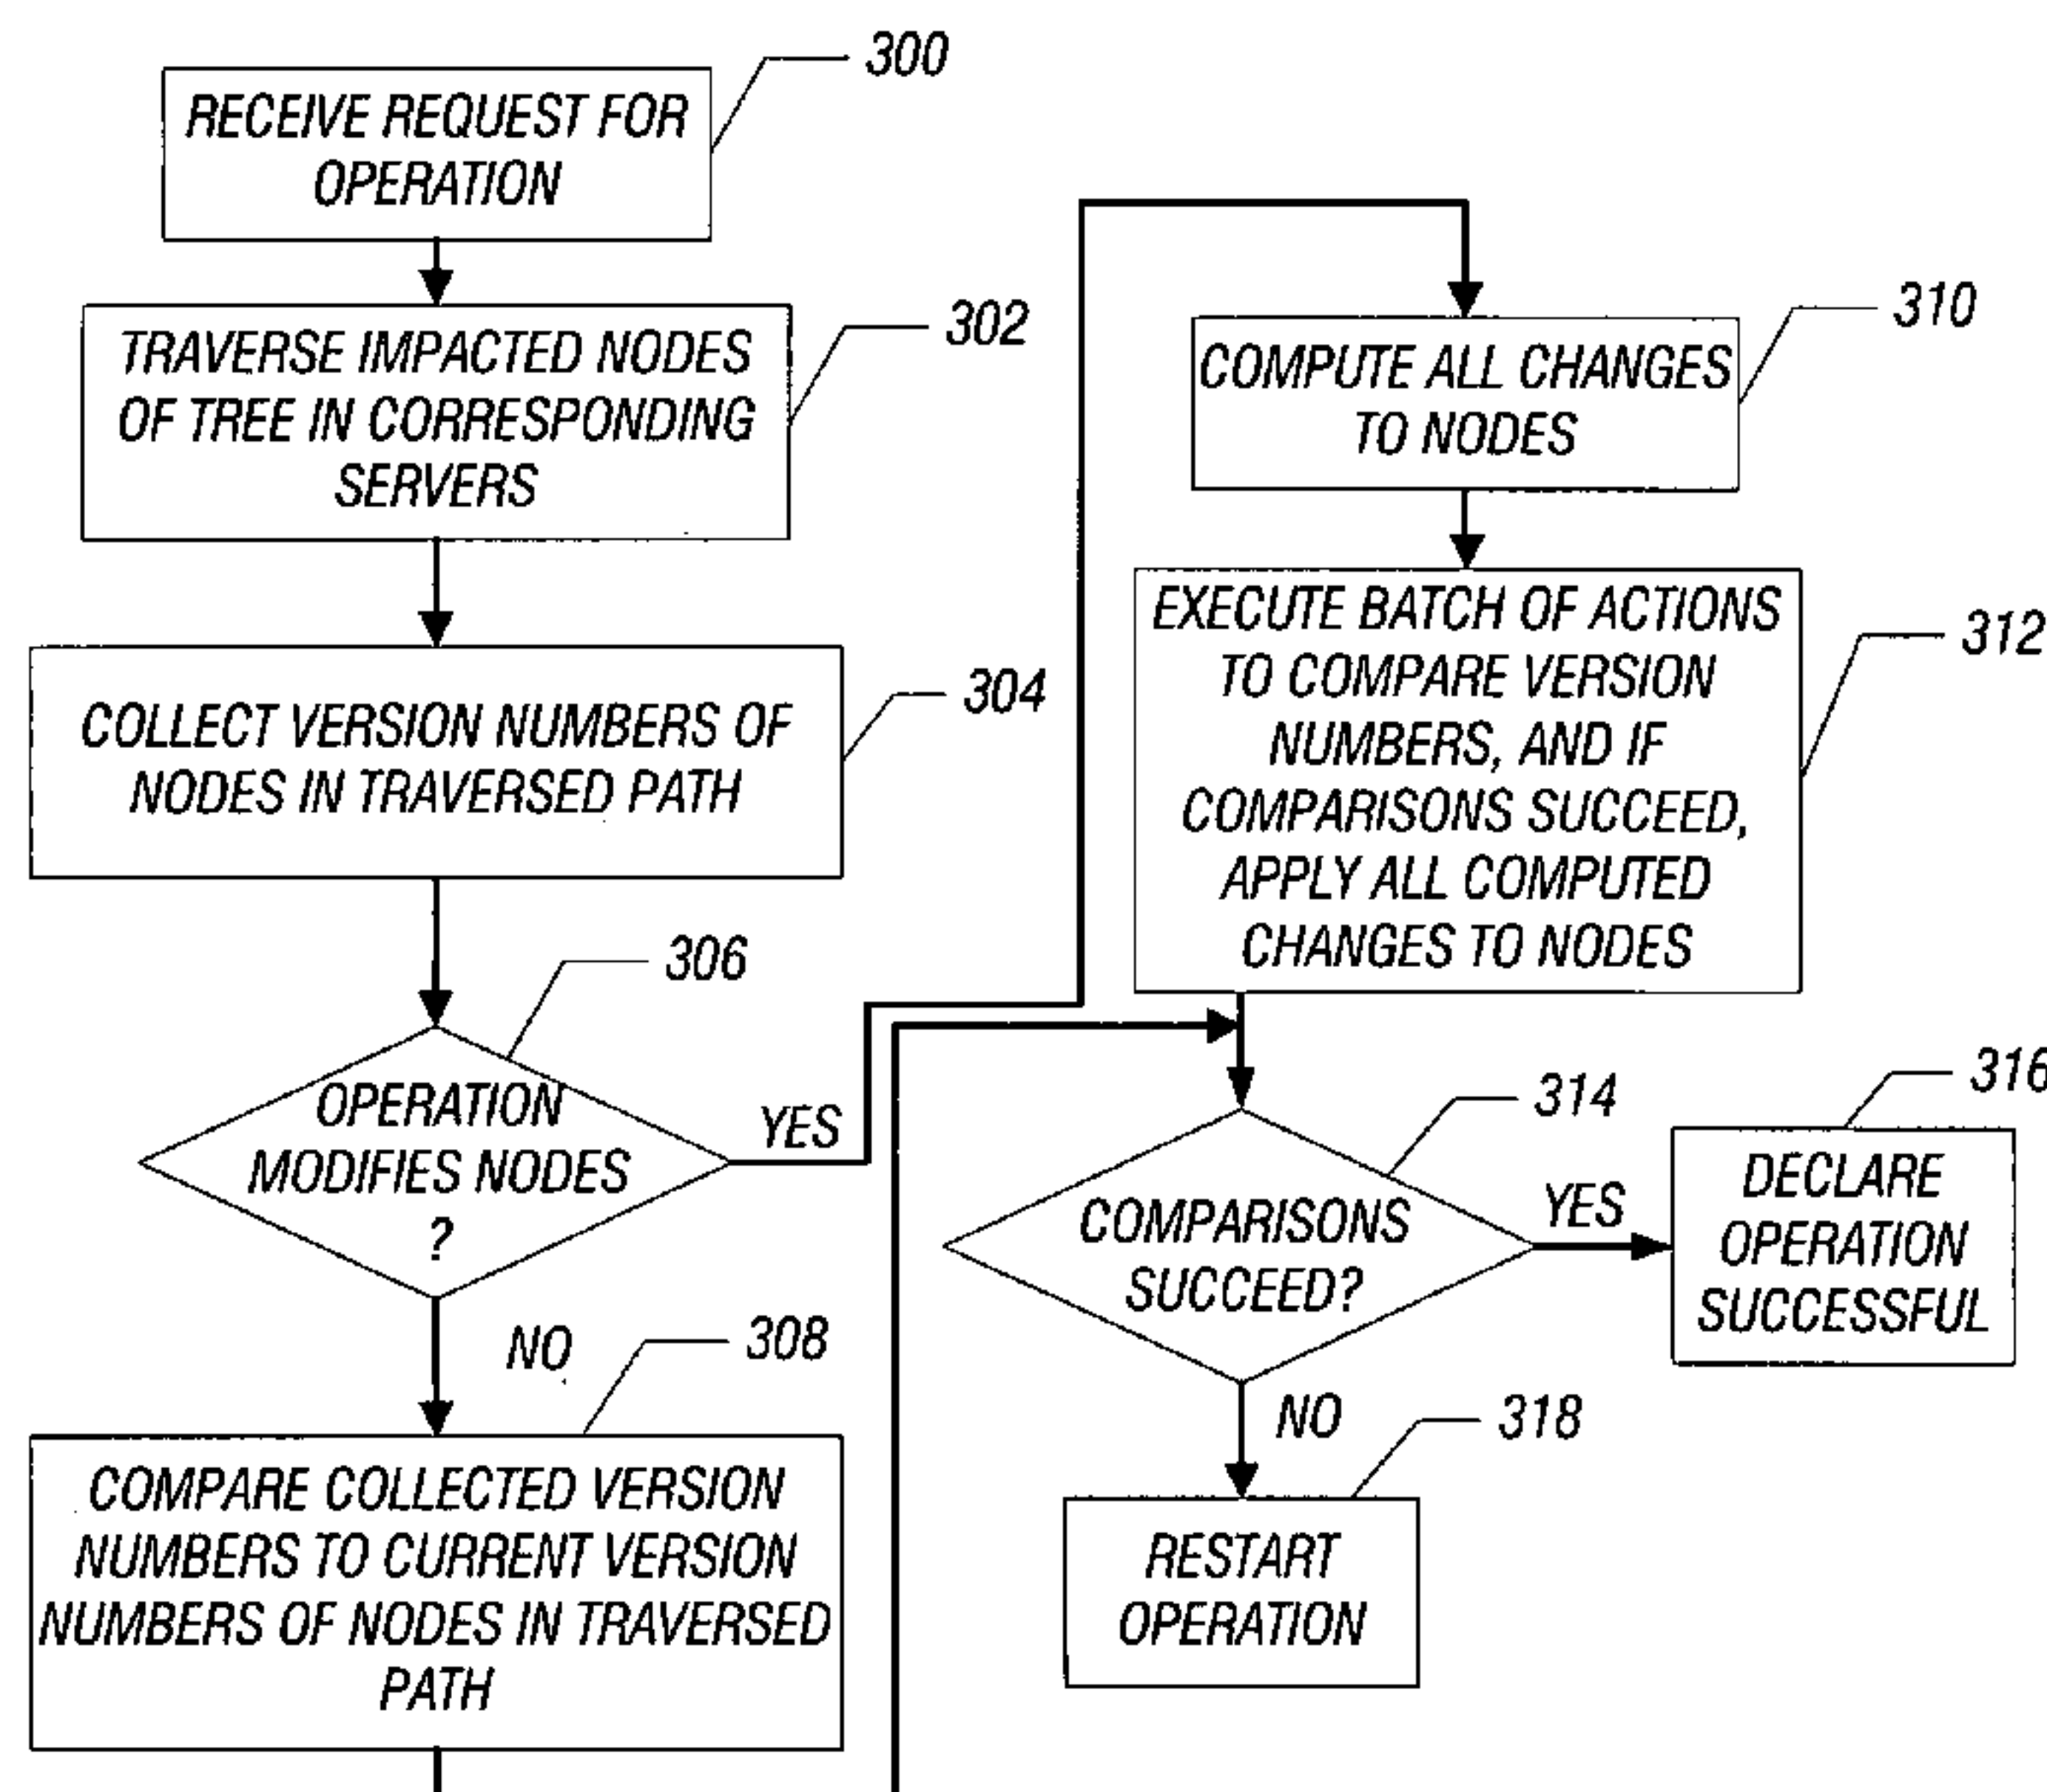 300
RECEIVE REQUEST FOR
OPERATION
302
TRAVERSE IMPACTED NODES
OF TREE IN CORRESPONDING
SERVERS
304
COLLECT VERSION NUMBERS OF
NODES IN TRAVERSED PATH
306
OPERATION
MODIFIES NODES
?
YES
NO
308
COMPARE COLLECTED VERSION
NUMBERS TO CURRENT VERSION
NUMBERS OF NODES IN TRAVERSED
PATH
310
COMPUTE ALL CHANGES
TO NODES
312
EXECUTE BATCH OF ACTIONS
TO COMPARE VERSION
NUMBERS, AND IF
COMPARISONS SUCCEED,
APPLY ALL COMPUTED
CHANGES TO NODES
314
COMPARISONS
SUCCEED?
YES
316
DECLARE
OPERATION
SUCCESSFUL
NO
318
RESTART
OPERATION